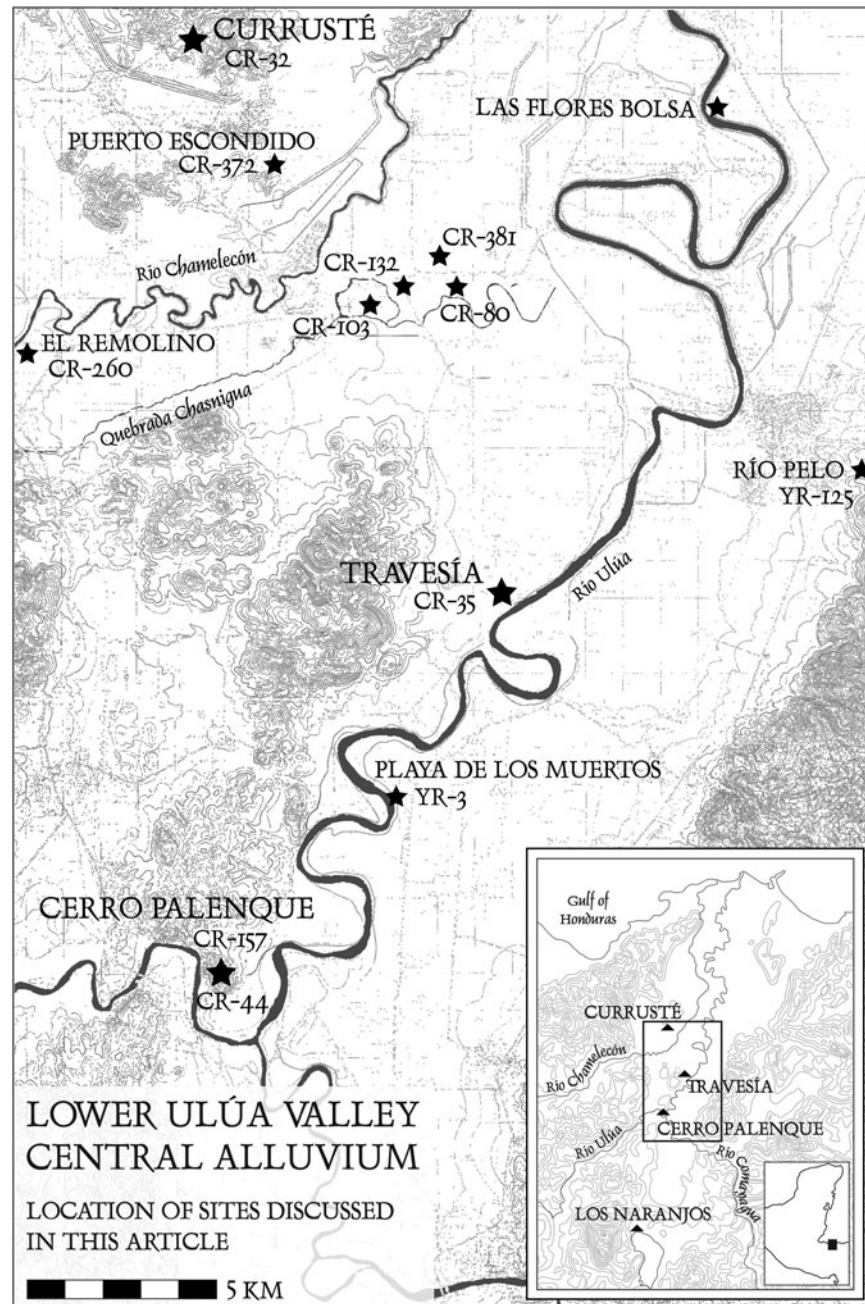 CURRUSTÉ
CR-32
LAS FLORES BOLSA
PUERTO ESCONDIDO
CR-372
CR-381
Río Chamelecón
CR-132
CR-80
CR-103
EL REMOLINO
CR-260
Quebrada Chasnigua
RÍO PELO
YR-125
TRAVESÍA
CR-35
Río Ulúa
PLAYA DE LOS MUERTOS
YR-3
CERRO PALENQUE
CR-157
CR-44
LOWER ULÚA VALLEY
CENTRAL ALLUVIUM
LOCATION OF SITES DISCUSSED
IN THIS ARTICLE
5 KM
Gulf of
Honduras
CURRUSTÉ
Río Chamelecón
TRAVESÍA
CERRO PALENQUE
Río Ulúa
Río Comayagua
LOS NARANJOS